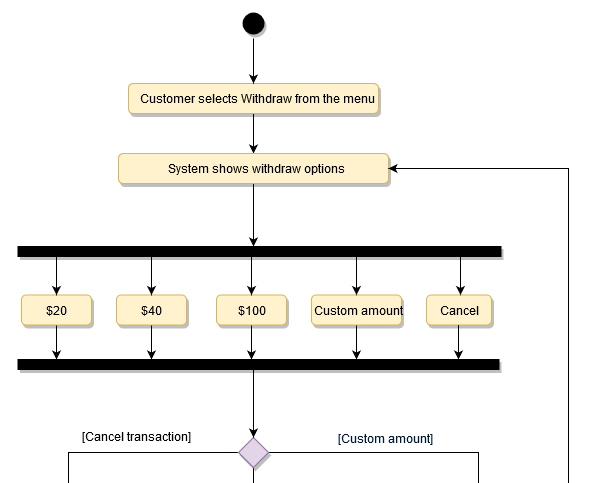 Customer selects Withdraw from the menu
System shows withdraw options
$20
$40
$100
Custom amount
Cancel
[Cancel transaction]
[Custom amount]